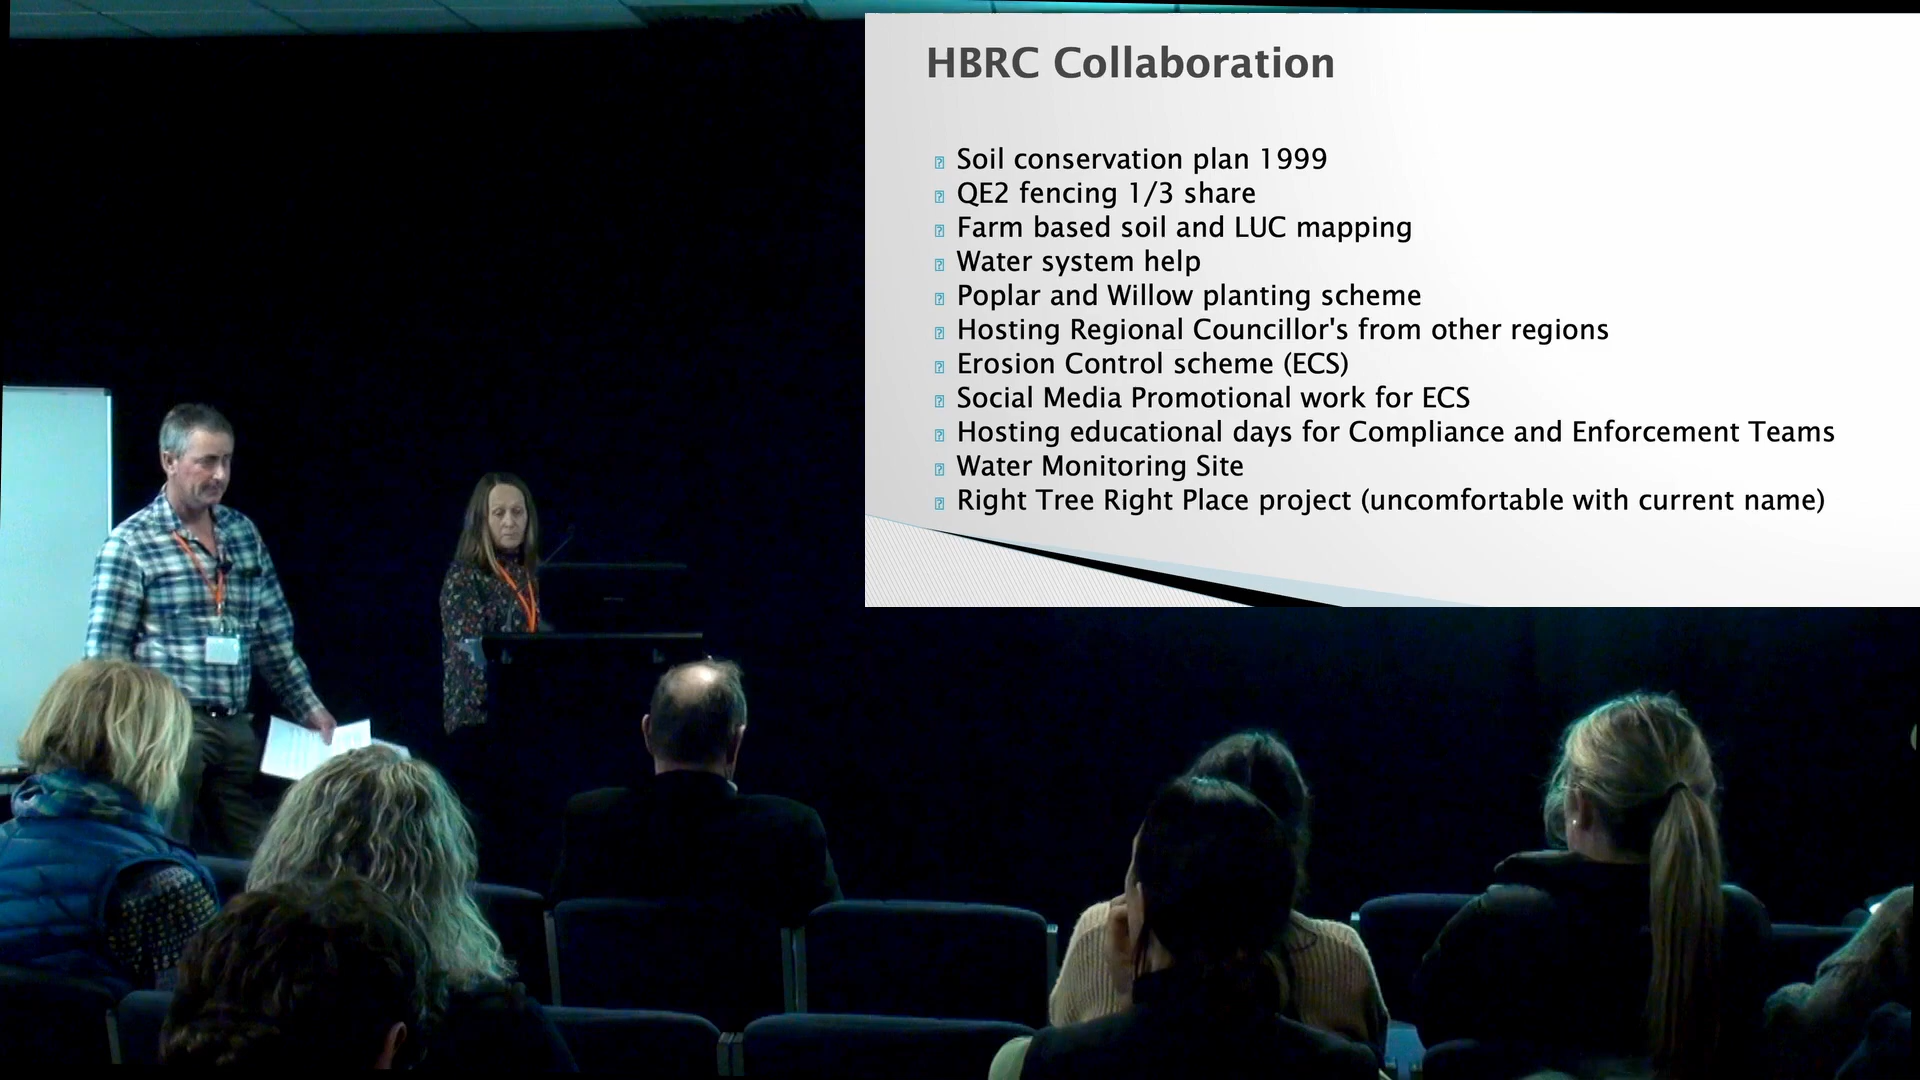 HBRC Collaboration
Soil conservation plan 1999
QE2 fencing 1/3 share
Farm based soil and LUC mapping
Water system help
Poplar and Willow planting scheme
Hosting Regional Councillor's from other regions
Erosion Control scheme (ECS)
Social Media Promotional work for ECS
Hosting educational days for Compliance and Enforcement Teams
Water Monitoring Site
Right Tree Right Place project (uncomfortable with current name)